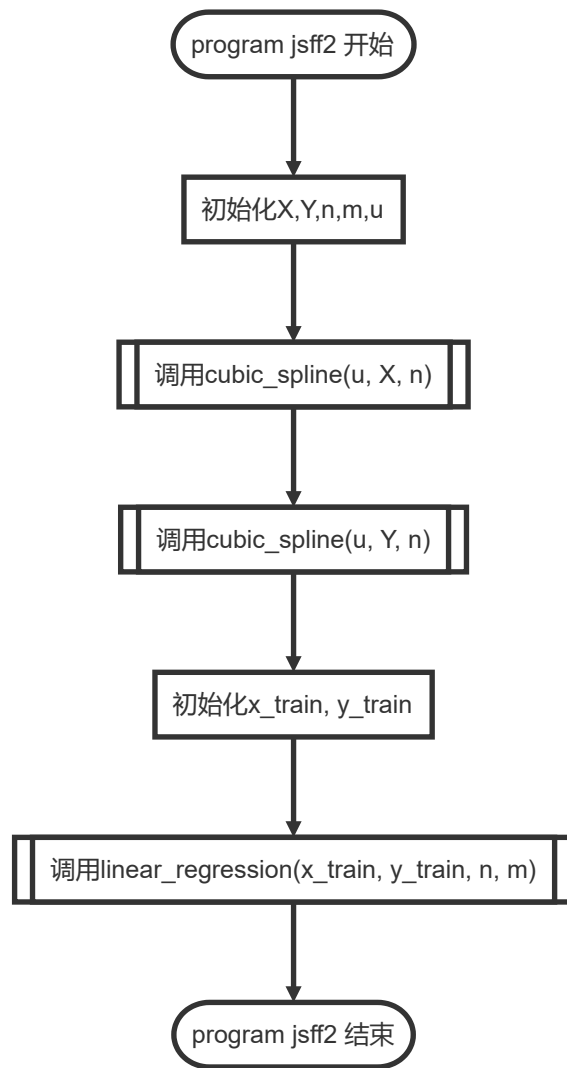 program jsff2 开始
初始化X,Y,n,m,u
调用cubic_spline(u, X, n)
调用cubic_spline(u, Y, n)
初始化x_train, y_train
调用linear_regression(x_train, y_train, n, m)
program jsff2 结束